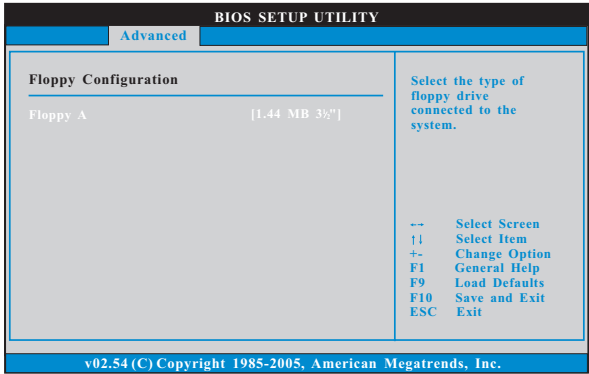 BIOS SETUP UTILITY
Advanced
Floppy Configuration
Floppy A [1.44 MB 3½"]
Select the type of
floppy drive
connected to the
system.
←→ Select Screen
↑↓ Select Item
+- Change Option
F1 General Help
F9 Load Defaults
F10 Save and Exit
ESC Exit
v02.54 (C) Copyright 1985-2005, American Megatrends, Inc.